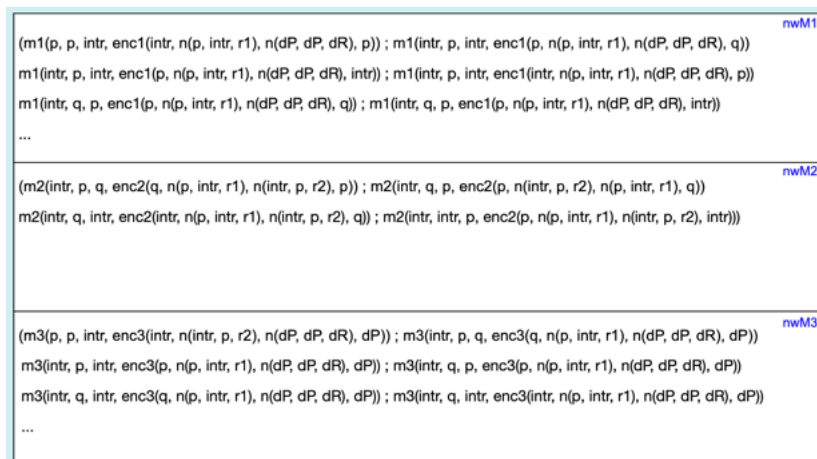 nwM1
(m1(p, p, intr, enc1(intr, n(p, intr, r1), n(dP, dP, dR), p)) ; m1(intr, p, intr, enc1(p, n(p, intr, r1), n(dP, dP, dR), q))
m1(intr, p, intr, enc1(p, n(p, intr, r1), n(dP, dP, dR), intr)) ; m1(intr, p, intr, enc1(intr, n(p, intr, r1), n(dP, dP, dR), p))
m1(intr, q, p, enc1(p, n(p, intr, r1), n(dP, dP, dR), q)) ; m1(intr, q, p, enc1(p, n(p, intr, r1), n(dP, dP, dR), intr))
...
nwM2
(m2(intr, p, q, enc2(q, n(p, intr, r1), n(intr, p, r2), p)) ; m2(intr, q, p, enc2(p, n(intr, p, r2), n(p, intr, r1), q))
m2(intr, q, intr, enc2(intr, n(p, intr, r1), n(intr, p, r2), q)) ; m2(intr, intr, p, enc2(p, n(p, intr, r1), n(intr, p, r2), intr)))
nwM3
(m3(p, p, intr, enc3(intr, n(intr, p, r2), n(dP, dP, dR), dP)) ; m3(intr, p, q, enc3(q, n(p, intr, r1), n(dP, dP, dR), dP))
m3(intr, p, intr, enc3(p, n(p, intr, r1), n(dP, dP, dR), dP)) ; m3(intr, q, p, enc3(p, n(p, intr, r1), n(dP, dP, dR), dP))
m3(intr, q, intr, enc3(q, n(p, intr, r1), n(dP, dP, dR), dP)) ; m3(intr, q, intr, enc3(intr, n(p, intr, r1), n(dP, dP, dR), dP))
...